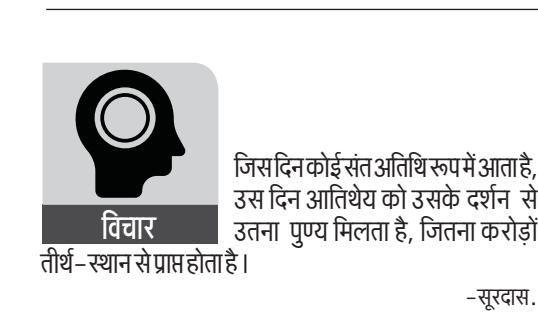 विचार
जिस दिन कोई संत अतिथि रूप में आता है,
उस दिन आतिथेय को उसके दर्शन से
उतना पुण्य मिलता है, जितना करोड़ों
तीर्थ-स्थान से प्राप्त होता है।
-सूरदास.